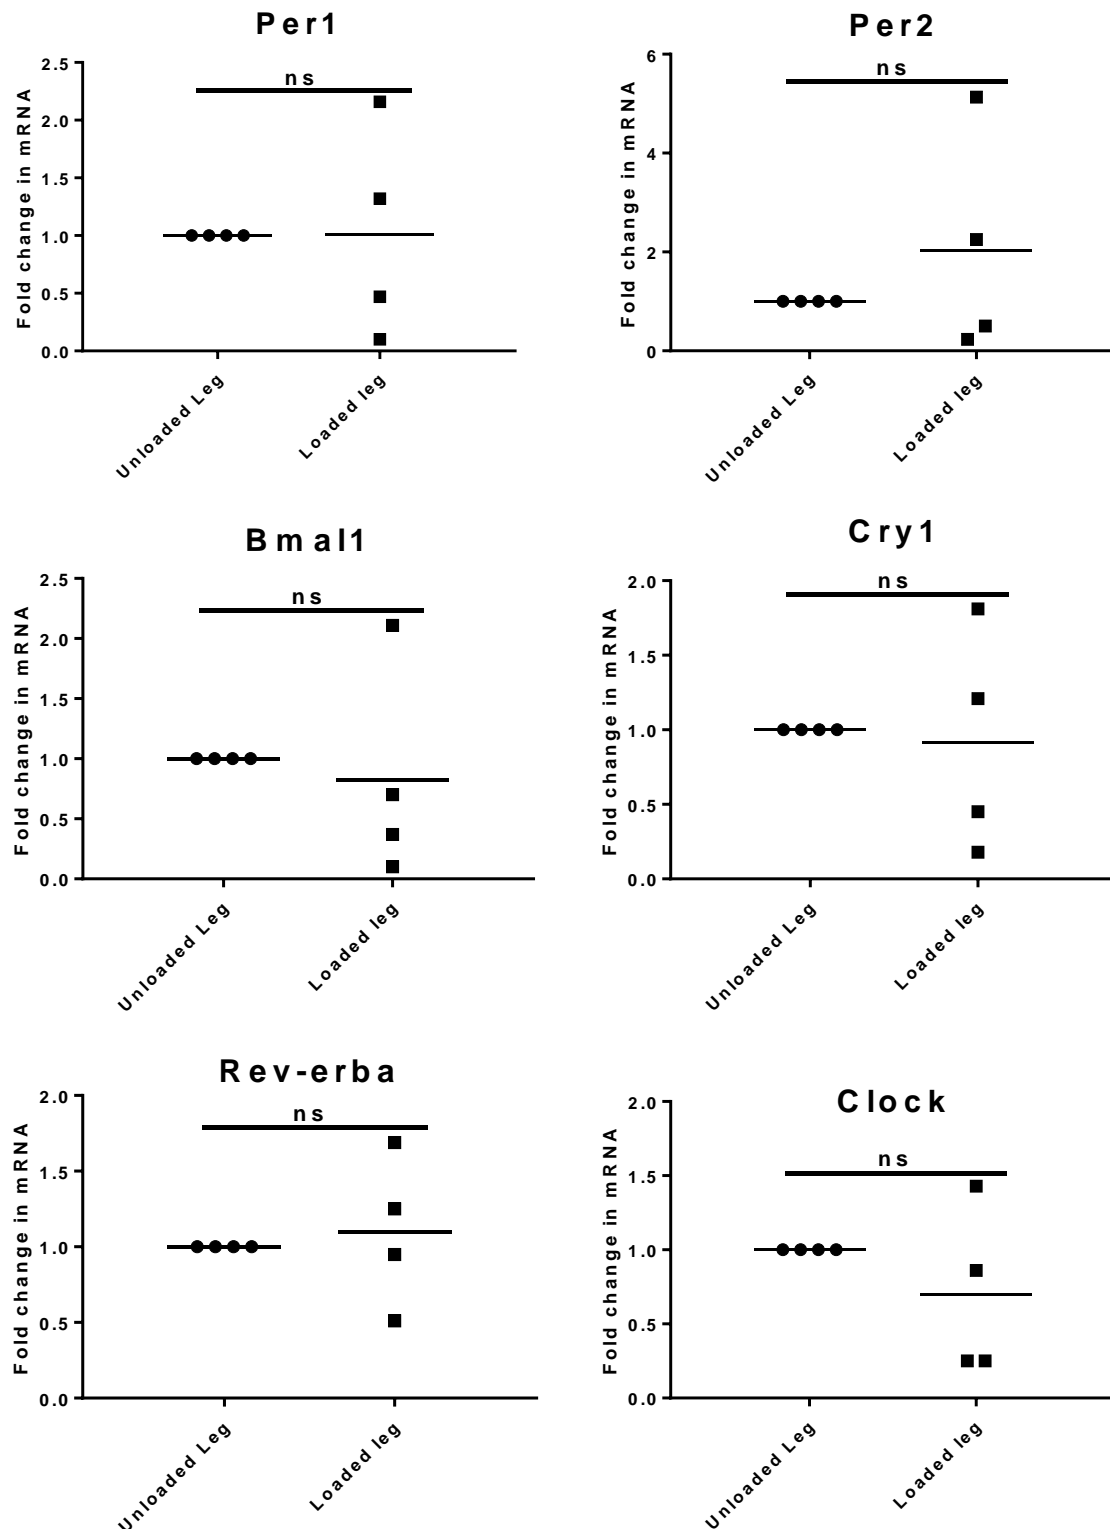 Per1
ns
Fold change in mRNA
2.5
2.0
1.5
1.0
0.5
0.0
Unloaded Leg
Loaded leg
Per2
ns
Fold change in mRNA
6
4
2
0
Unloaded Leg
Loaded leg
Bmal1
ns
Fold change in mRNA
2.5
2.0
1.5
1.0
0.5
0.0
Unloaded Leg
Loaded leg
Cry1
ns
Fold change in mRNA
2.0
1.5
1.0
0.5
0.0
Unloaded Leg
Loaded leg
Rev-erba
ns
Fold change in mRNA
2.0
1.5
1.0
0.5
0.0
Unloaded Leg
Loaded leg
Clock
ns
Fold change in mRNA
2.0
1.5
1.0
0.5
0.0
Unloaded Leg
Loaded leg